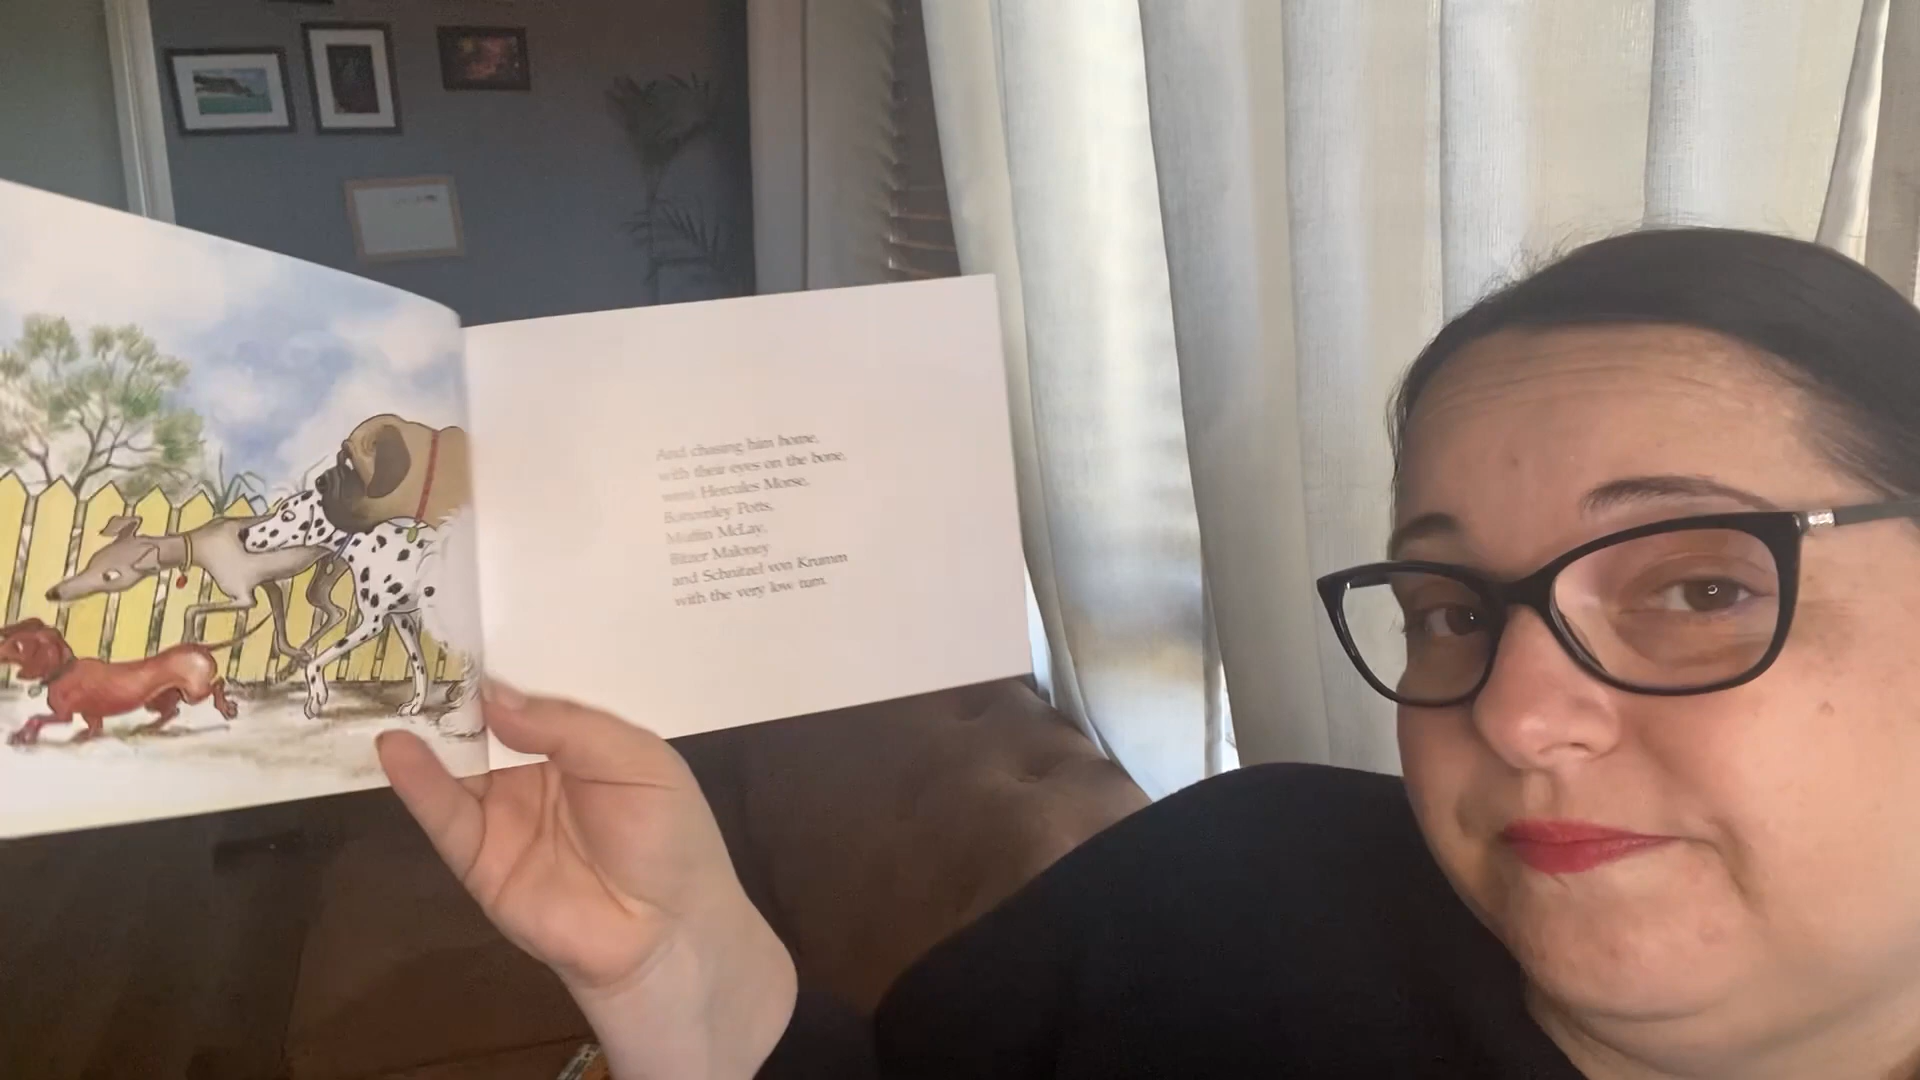 And chasing him home,
with their eyes on the bone,
went Hercules Morse,
Bottomley Potts,
Muffin McLay,
Bitzer Maloney
and Schnitzel von Krumm
with the very low tum.